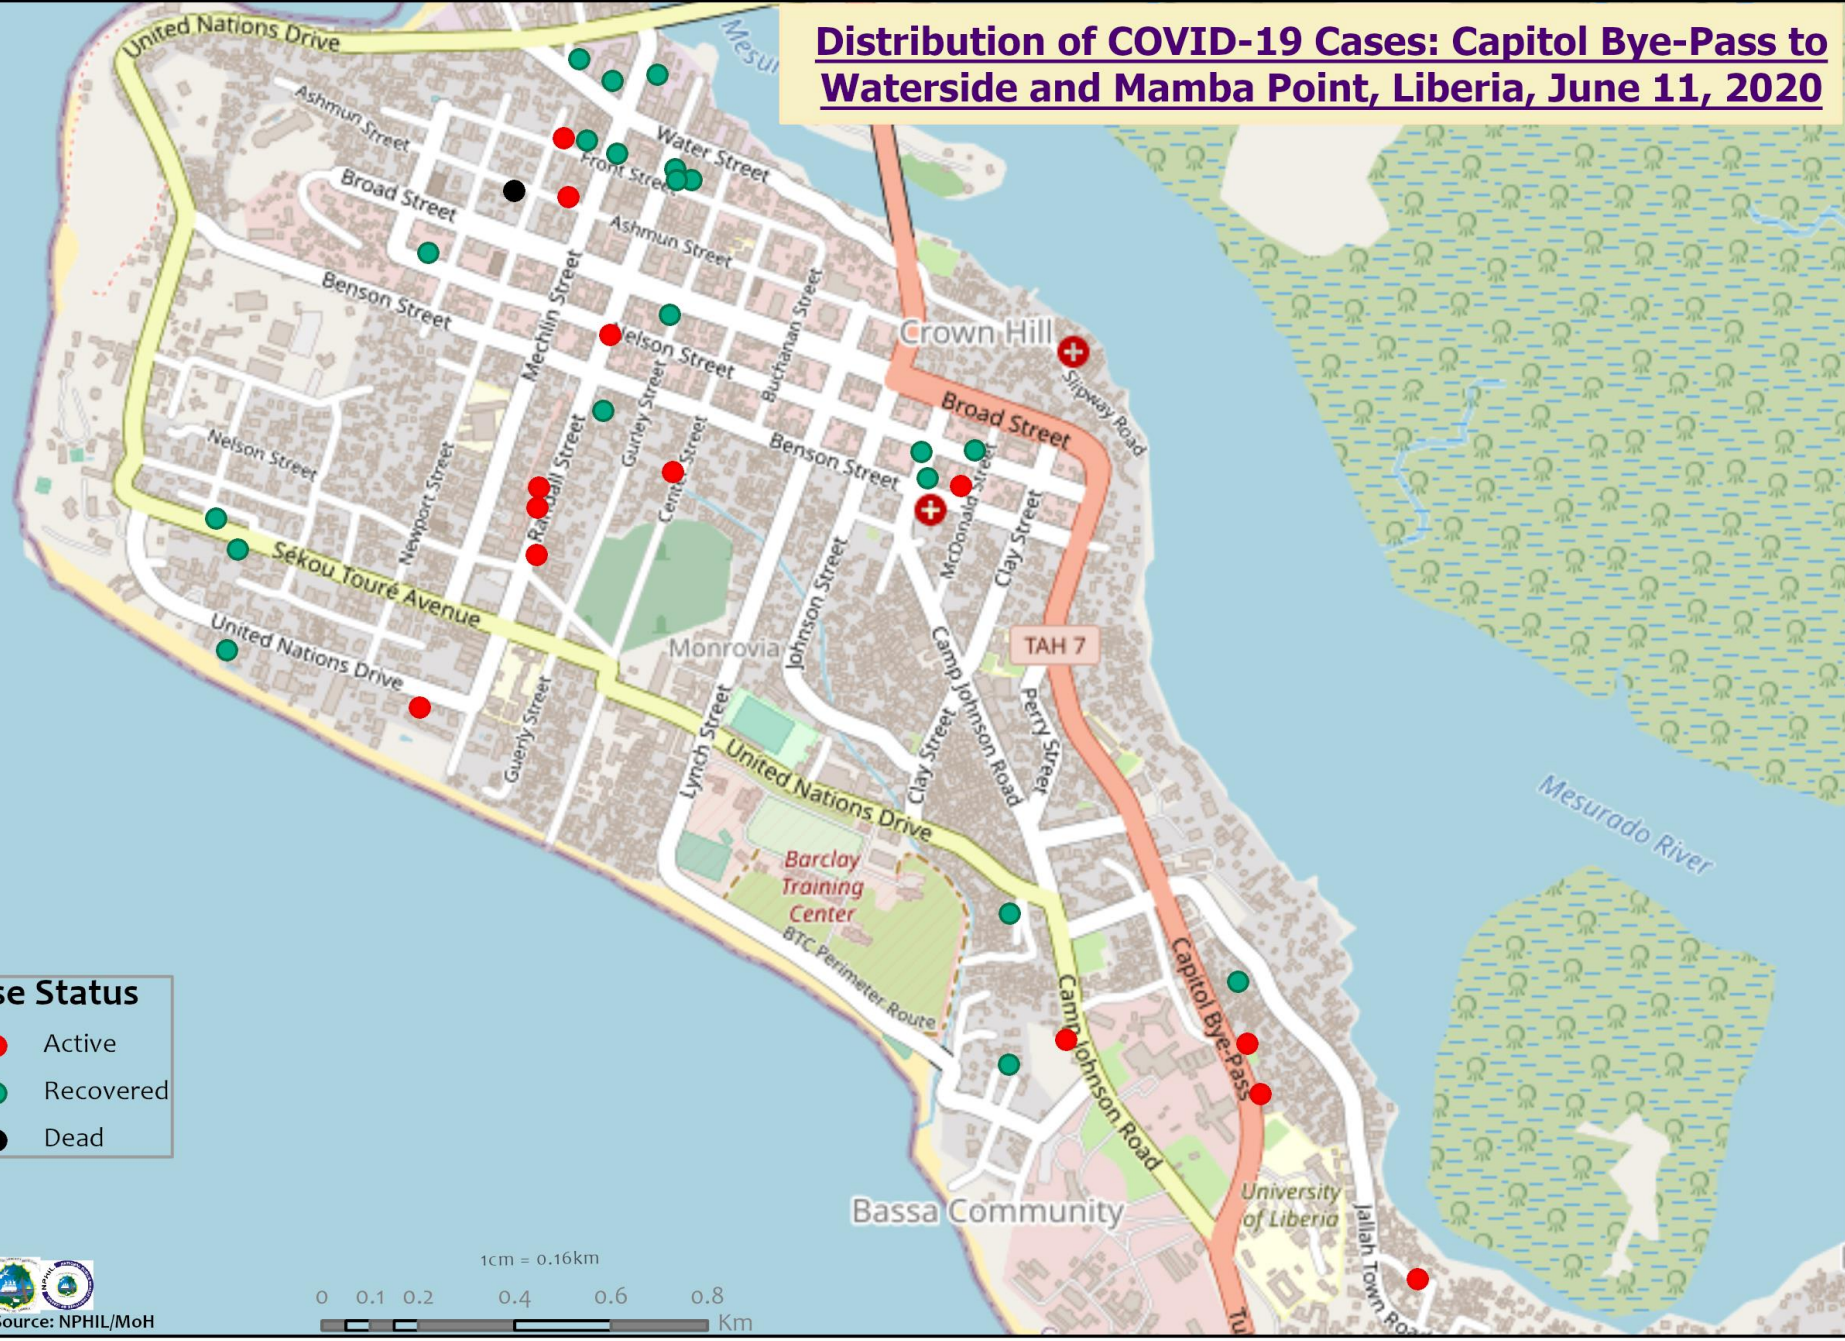 Distribution of COVID-19 Cases: Capitol Bye-Pass to
Waterside and Mamba Point, Liberia, June 11, 2020
United Nations Drive
Ashmun Street
Water Street
Front Street
Broad Street
Ashmun Street
Benson Street
Mechlin Street
Buchanan Street
Crown Hill
Slipway Road
elson Street
Broad Street
Gurley Street
Benson Street
Nelson Street
Newport Street
Randall Street
Center Street
McDonald Street
Clay Street
Sékou Touré Avenue
Johnson Street
United Nations Drive
Monrovia
TAH 7
Camp Johnson Road
Perry Street
Guerly Street
Lynch Street
Clay Street
United Nations Drive
Mesurado River
Barclay
Training
Center
BTC Perimeter Route
Capitol Bye-Pass
Camp Johnson Road
se Status
Active
Recovered
Dead
University
of Liberia
Bassa Community
Jallah Town Road
1cm = 0.16km
0 0.1 0.2 0.4 0.6 0.8
Km
Source: NPHIL/MoH